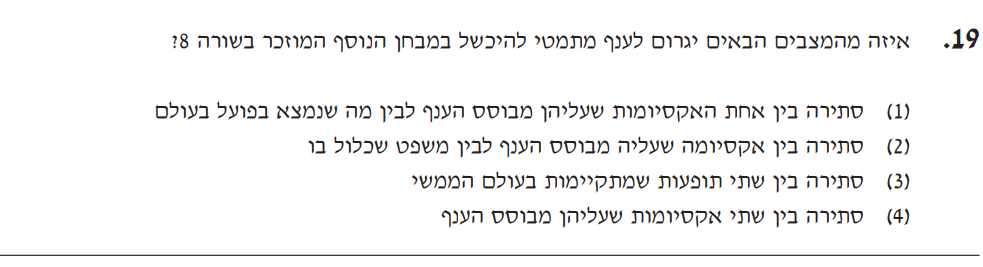 19. איזה מהמצבים הבאים יגרום לענף מתמטי להיכשל במבחן הנוסף המוזכר בשורה 8?
(1) סתירה בין אחת האקסיומות שעליהן מבוסס הענף לבין מה שנמצא בפועל בעולם
(2) סתירה בין אקסיומה שעליה מבוסס הענף לבין משפט שכלול בו
(3) סתירה בין שתי תופעות שמתקיימות בעולם הממשי
(4) סתירה בין שתי אקסיומות שעליהן מבוסס הענף